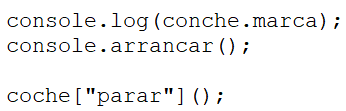 console.log(conche.marca);
console.arrancar();
coche["parar"]();